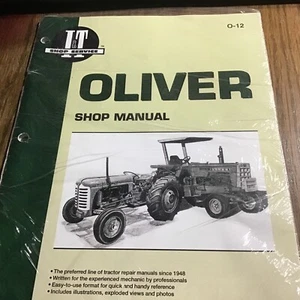 O-12
I&T
SHOP SERVICE
OLIVER
SHOP MANUAL
•The preferred line of tractor repair manuals since 1948
•Written for the experienced mechanic by professionals
•Easy-to-use format for quick and handy reference
•Includes illustrations, exploded views and photos